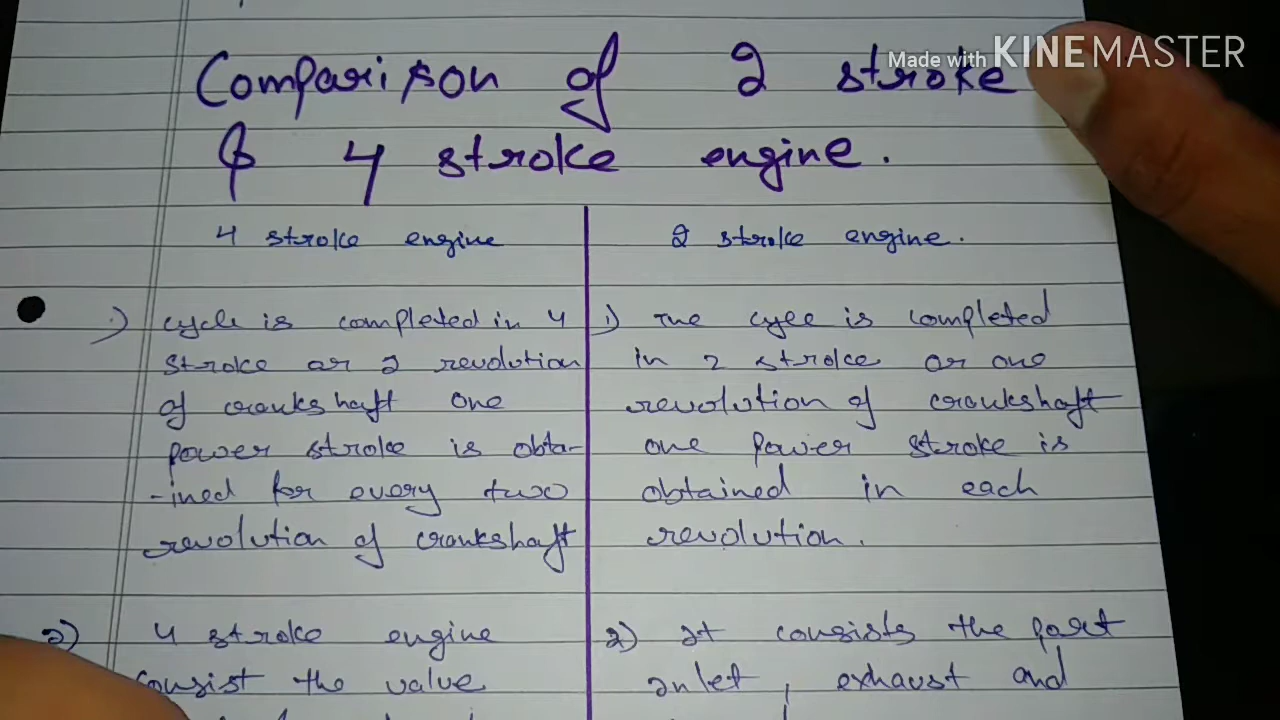 Made with KINEMASTER
Comparison of 2 stroke
& 4 stroke engine.
4 stroke engine
1) cycle is completed in 4
stroke or 2 revolution
of crankshaft one
power stroke is obta-
-ined for every two
revolution of crankshaft
2) 4 stroke engine
consist the value
2 stroke engine.
1) The cycle is completed
in 2 stroke or one
revolution of crankshaft
one power stroke is
obtained in each
revolution.
2) It consists the port
inlet, exhaust and